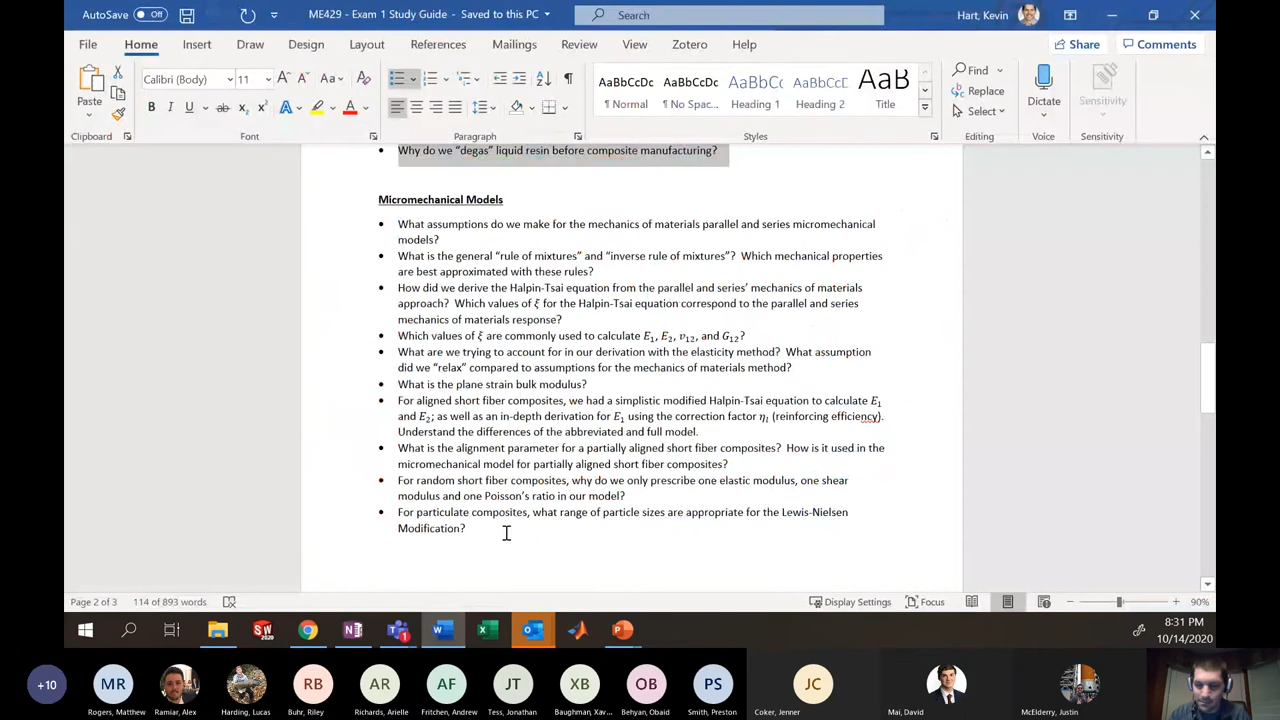 AutoSave Off ME429 - Exam 1 Study Guide - Saved to this PC Search Hart, Kevin
File Home Insert Draw Design Layout References Mailings Review View Zotero Help Share Comments
Paste Calibri (Body) 11 A A Aa AaBbCcDc AaBbCcDc AaBbCc AaBbCcC AaB Find Replace Select Dictate Sensitivity
B I U ab x₂ x² A A ¶ Normal ¶ No Spac... Heading 1 Heading 2 Title
Clipboard Font Paragraph Styles Editing Voice Sensitivity
• Why do we “degas” liquid resin before composite manufacturing?
Micromechanical Models
• What assumptions do we make for the mechanics of materials parallel and series micromechanical
models?
• What is the general “rule of mixtures” and “inverse rule of mixtures”? Which mechanical properties
are best approximated with these rules?
• How did we derive the Halpin-Tsai equation from the parallel and series’ mechanics of materials
approach? Which values of ξ for the Halpin-Tsai equation correspond to the parallel and series
mechanics of materials response?
• Which values of ξ are commonly used to calculate E₁, E₂, ν₁₂, and G₁₂?
• What are we trying to account for in our derivation with the elasticity method? What assumption
did we “relax” compared to assumptions for the mechanics of materials method?
• What is the plane strain bulk modulus?
• For aligned short fiber composites, we had a simplistic modified Halpin-Tsai equation to calculate E₁
and E₂; as well as an in-depth derivation for E₁ using the correction factor ηₗ (reinforcing efficiency).
Understand the differences of the abbreviated and full model.
• What is the alignment parameter for a partially aligned short fiber composites? How is it used in the
micromechanical model for partially aligned short fiber composites?
• For random short fiber composites, why do we only prescribe one elastic modulus, one shear
modulus and one Poisson’s ratio in our model?
• For particulate composites, what range of particle sizes are appropriate for the Lewis-Nielsen
Modification?
Page 2 of 3 114 of 893 words Display Settings Focus 90%
8:31 PM
10/14/2020
+10 MR RB AR AF JT XB OB PS JC
Rogers, Matthew Ramiar, Alex Harding, Lucas Buhr, Riley Richards, Arielle Fritchen, Andrew Tess, Jonathan Baughman, Xav... Behyan, Obaid Smith, Preston Coker, Jenner Mai, David McElderry, Justin